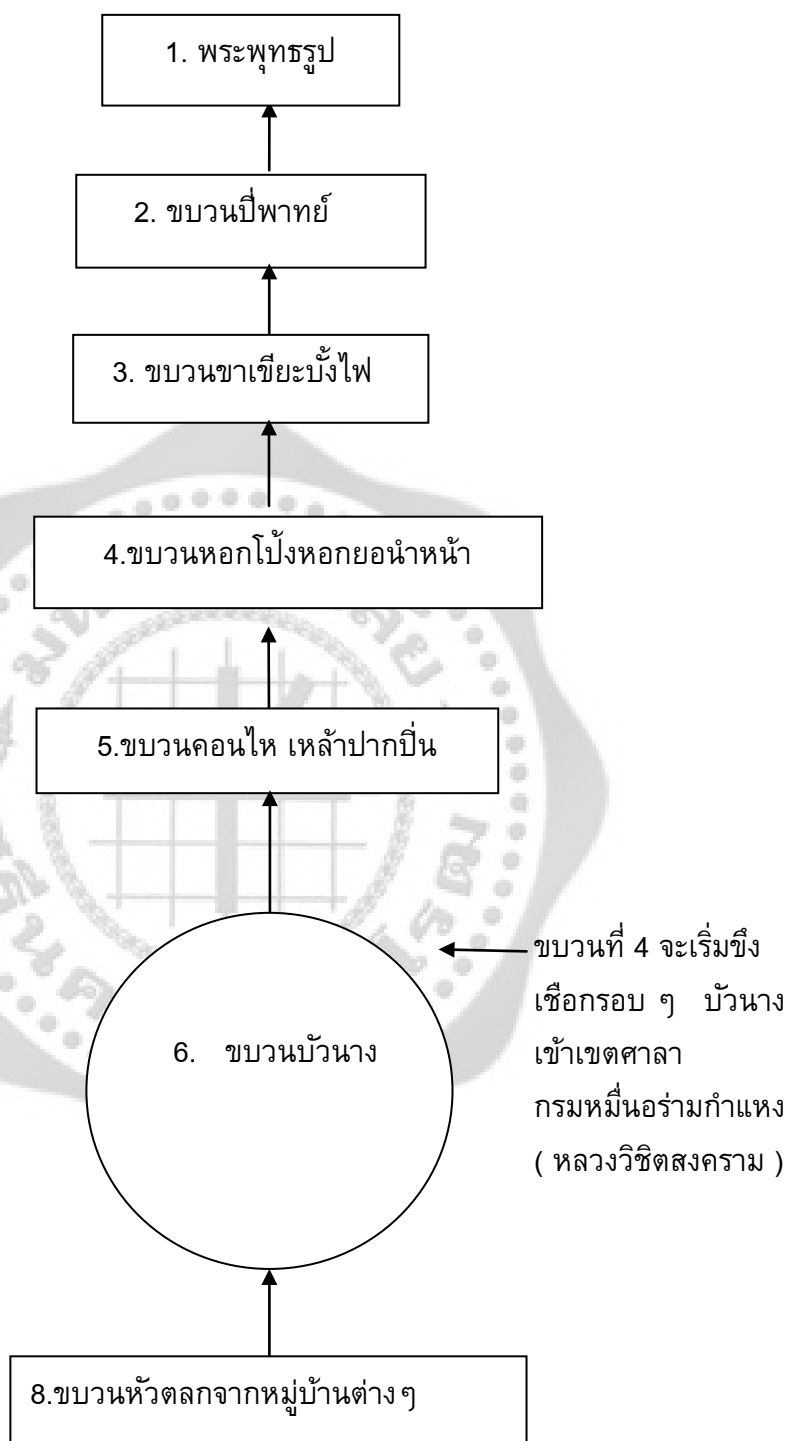 1. พระพุทธรูป
2. ขบวนปี่พาทย์
3. ขบวนขาเขียะบั้งไฟ
4.ขบวนหอกโป้งหอกยอนำหน้า
5.ขบวนคอนไห เหล้าปากปิ่น
6. ขบวนบัวนาง
ขบวนที่ 4 จะเริ่มขึง
เชือกรอบ ๆ บัวนาง
เข้าเขตศาลา
กรมหมื่นอร่ามกำแหง
( หลวงวิชิตสงคราม )
8.ขบวนหัวตลกจากหมู่บ้านต่างๆ